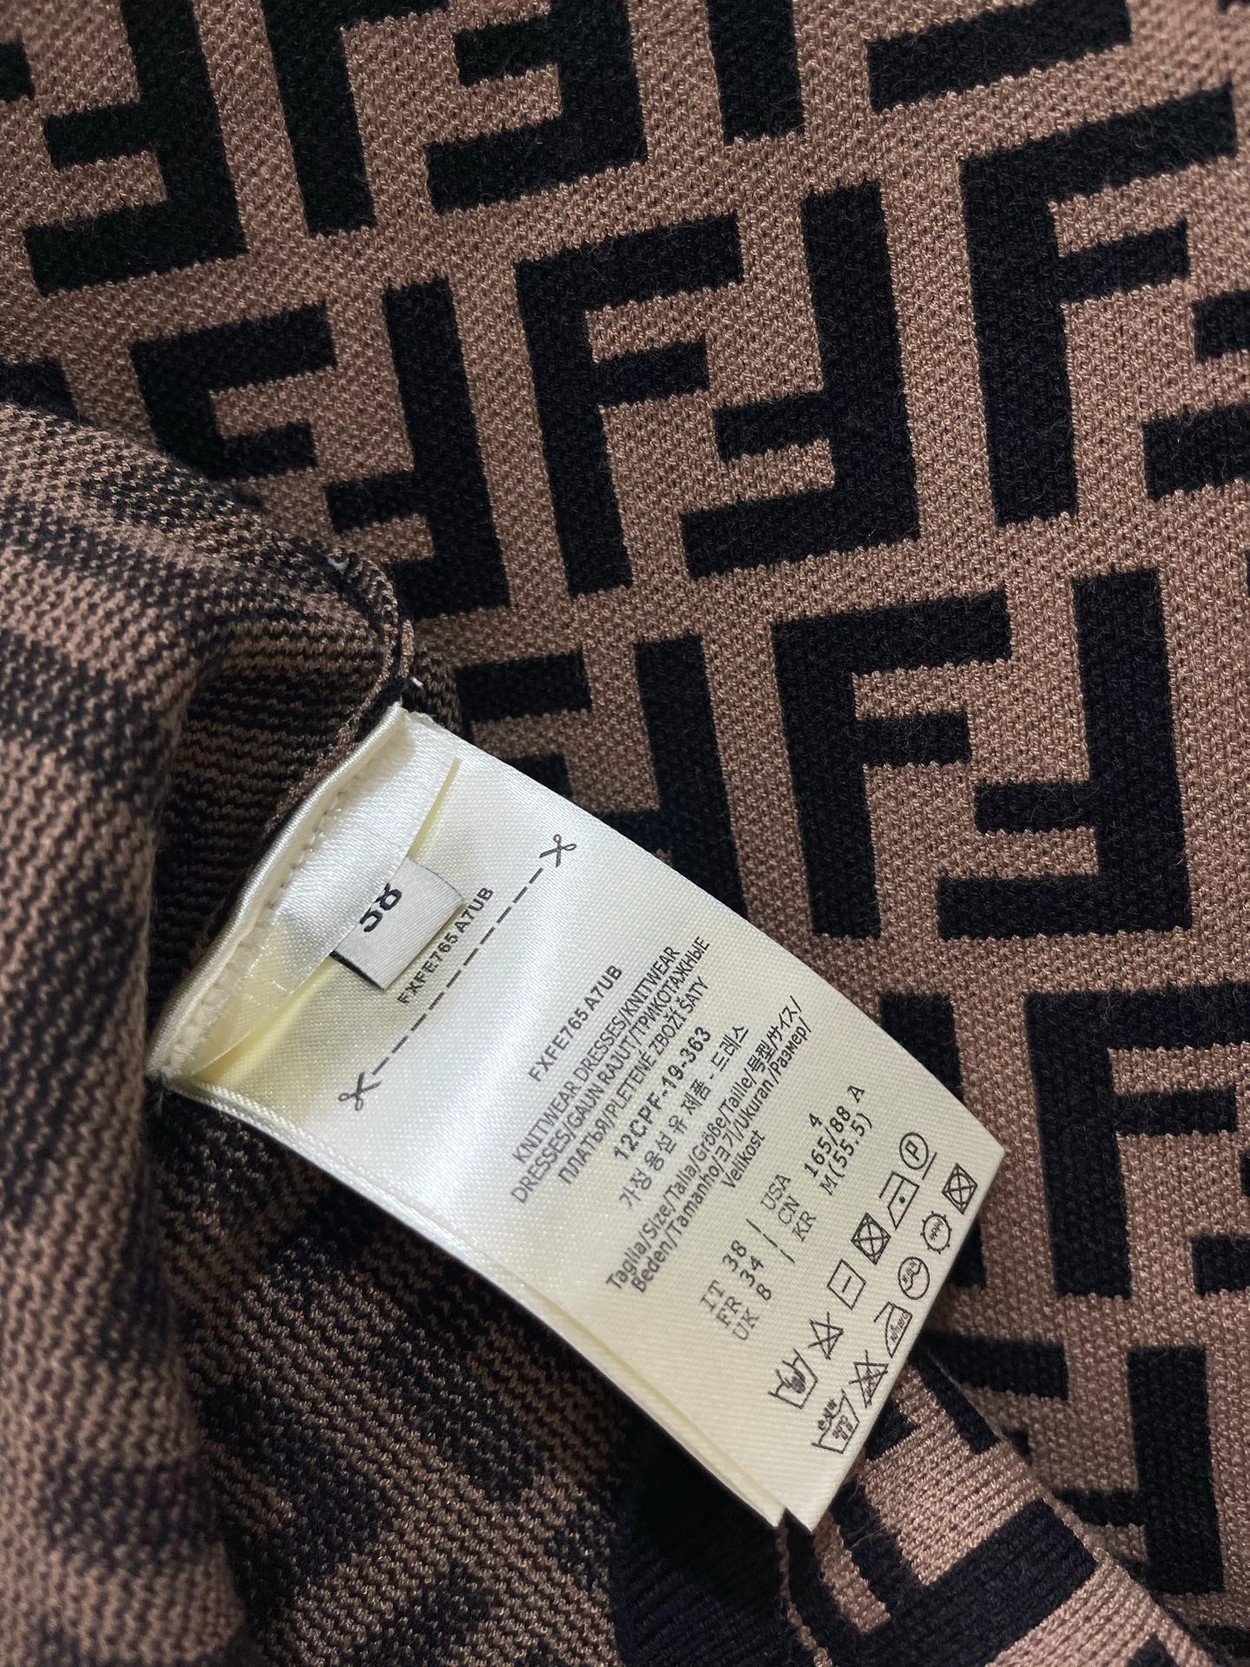 38
FXFE765 A7UB
FXFE765 A7UB
KNITWEAR DRESSES/KNITWEAR
DRESSES/GAUN RAJUT/ТРИКОТАЖНЫЕ
ПЛАТЬЯ/PLETENÉ ZBOŽÍ ŠATY
12CPF-19-363
가정용 섬유 제품 - 드레스
Taglia/Size/Talla/Größe/Taille/号型/サイズ/
Beden/Tamanho/크기/Ukuran/Размер/
Velikost
IT 38 | USA 4
FR 34 | CN 165/88 A
UK 8 | KR M(55.5)
P